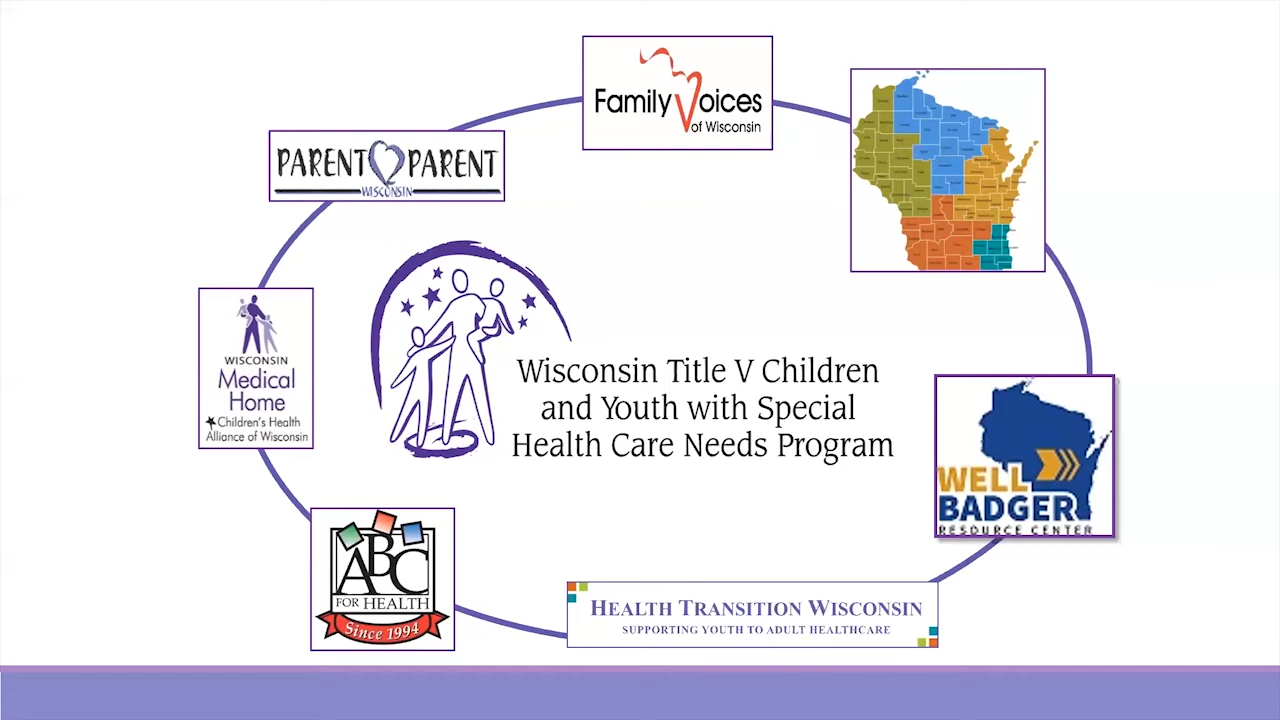 Family Voices
of Wisconsin
PARENT PARENT
WISCONSIN
WISCONSIN
Medical
Home
Children's Health
Alliance of Wisconsin
Wisconsin Title V Children
and Youth with Special
Health Care Needs Program
WELL
BADGER
RESOURCE CENTER
ABC
FOR HEALTH
Since 1994
HEALTH TRANSITION WISCONSIN
SUPPORTING YOUTH TO ADULT HEALTHCARE